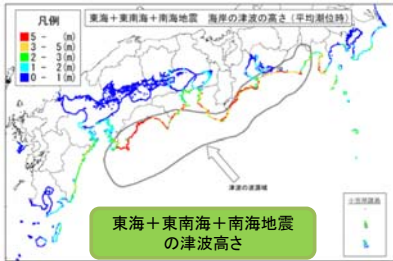 凡例
5 - (m)
3 - 5(m)
2 - 3(m)
1 - 2(m)
0 - 1(m)
東海+東南海+南海地震 海岸の津波の高さ(平均潮位時)
津波の波源域
小笠原諸島
東海+東南海+南海地震
の津波高さ